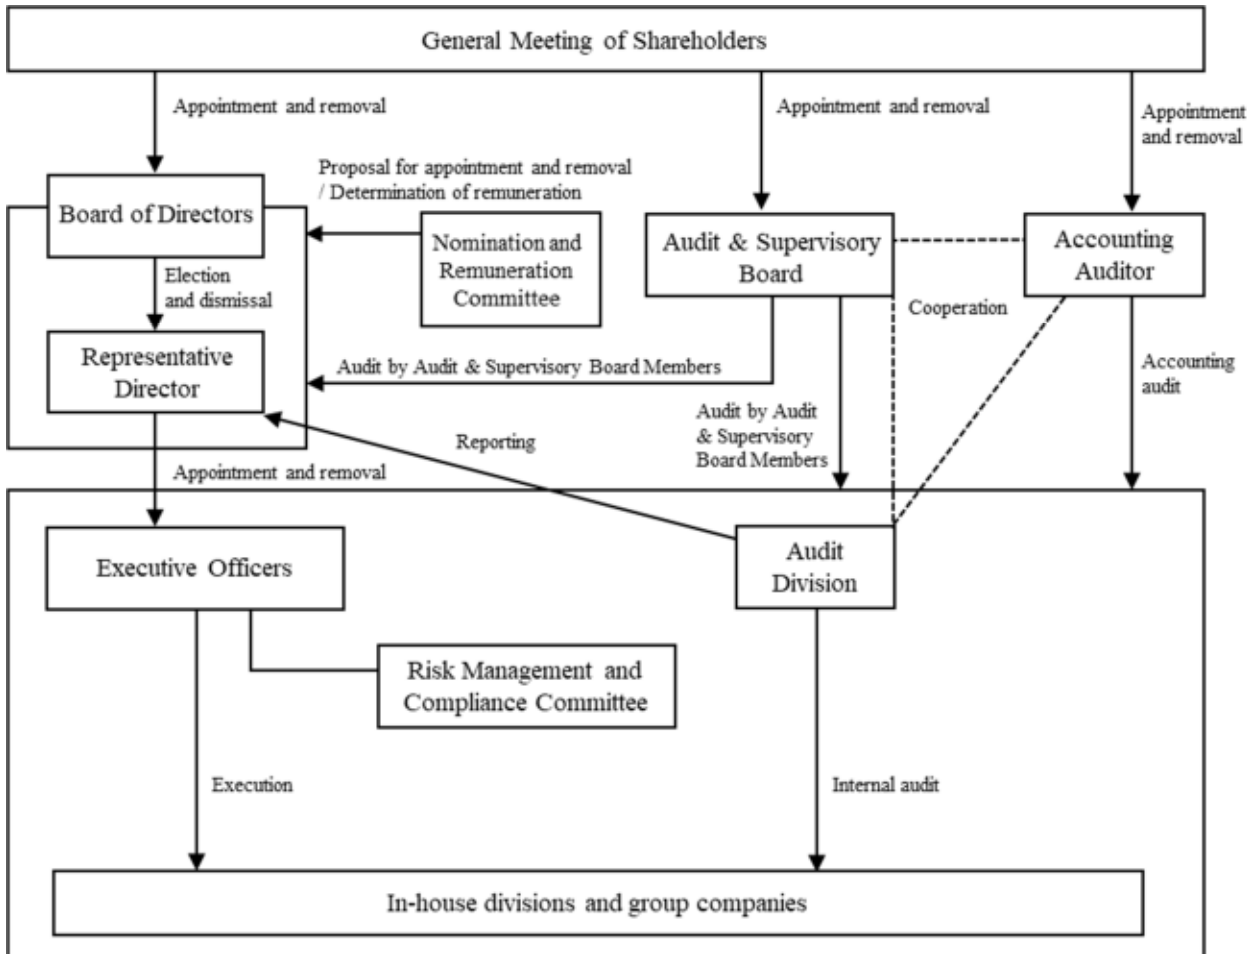 General Meeting of Shareholders
Appointment and removal
Appointment and removal
Appointment
and removal
Proposal for appointment and removal
/ Determination of remuneration
Board of Directors
Nomination and
Remuneration
Committee
Audit & Supervisory
Board
Accounting
Auditor
Election
and dismissal
Cooperation
Representative
Director
Audit by Audit & Supervisory Board Members
Accounting
audit
Audit by Audit
& Supervisory
Board Members
Reporting
Appointment and removal
Executive Officers
Audit
Division
Risk Management and
Compliance Committee
Execution
Internal audit
In-house divisions and group companies